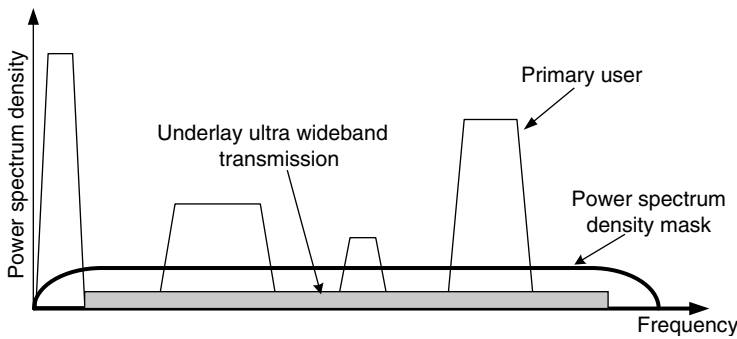 Power spectrum density
Primary user
Underlay ultra wideband
transmission
Power spectrum
density mask
Frequency